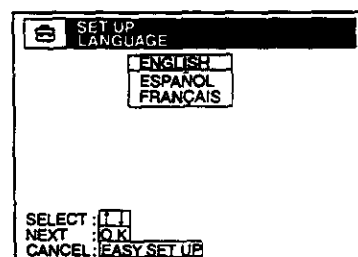 SET UP
LANGUAGE
ENGLISH
ESPAÑOL
FRANÇAIS
SELECT : ↑ ↓
NEXT : O.K
CANCEL : EASY SET UP